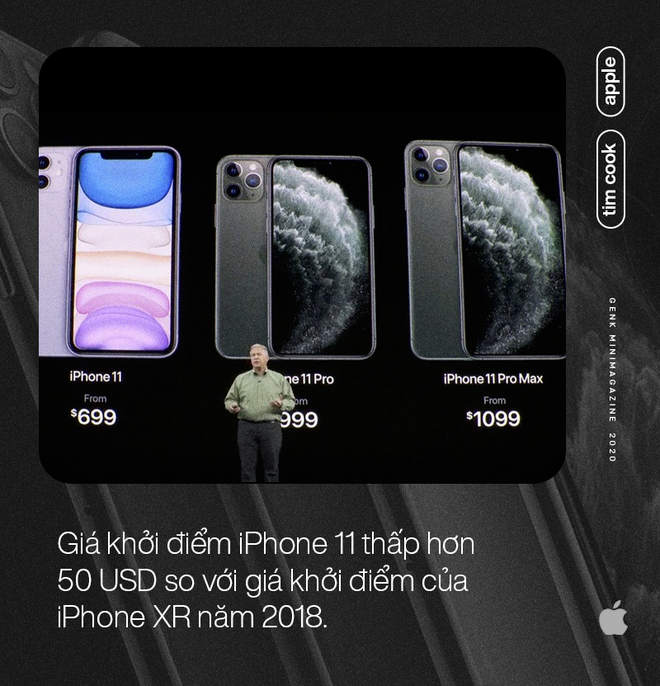 apple
tim cook
GENK MINIMAGAZINE 2020
iPhone 11
From
$699
ne 11 Pro
om
999
iPhone 11 Pro Max
From
$1099
Giá khởi điểm iPhone 11 thấp hơn
50 USD so với giá khởi điểm của
iPhone XR năm 2018.